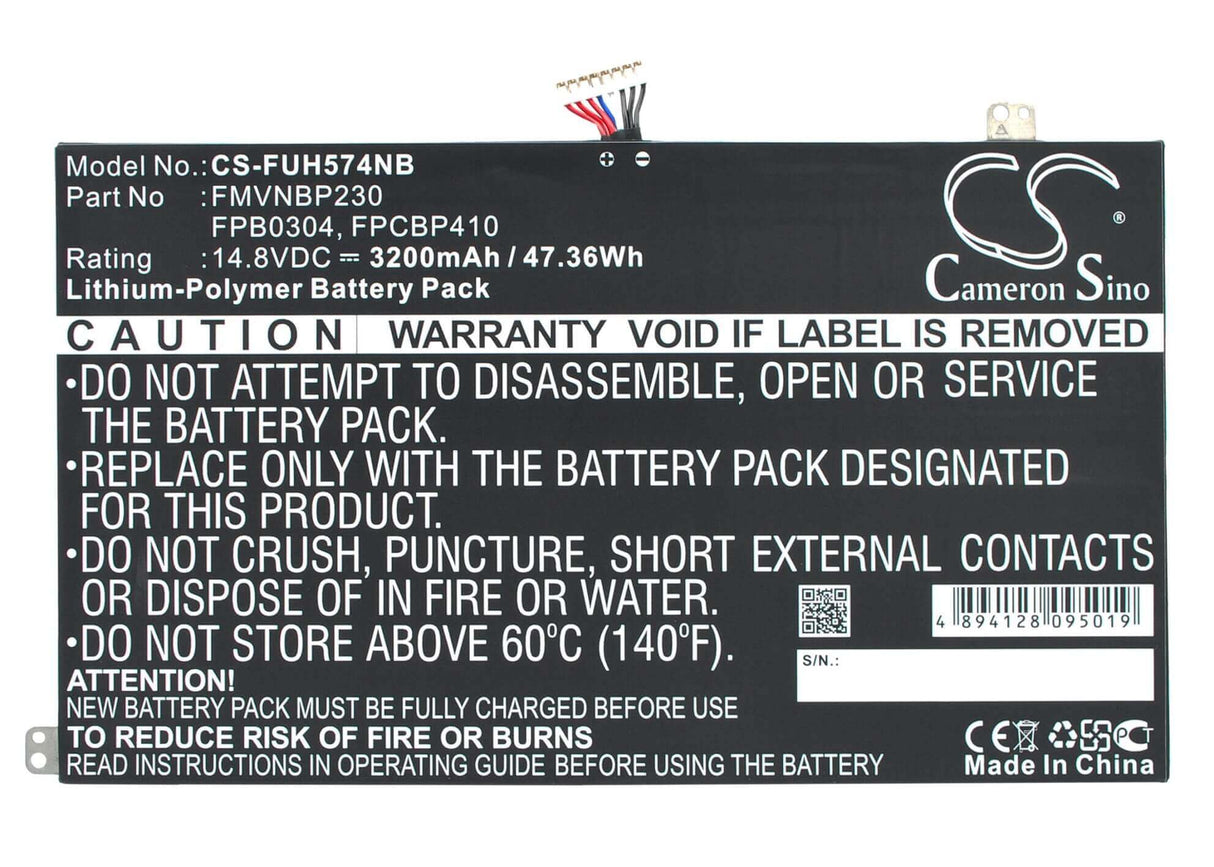 Model No.: CS-FUH574NB
Part No : FMVNBP230
FPB0304, FPCBP410
Rating : 14.8VDC ⎓ 3200mAh / 47.36Wh
Lithium-Polymer Battery Pack
CS ®
Cameron Sino
CAUTION WARRANTY VOID IF LABEL IS REMOVED
•DO NOT ATTEMPT TO DISASSEMBLE, OPEN OR SERVICE
THE BATTERY PACK.
•REPLACE ONLY WITH THE BATTERY PACK DESIGNATED
FOR THIS PRODUCT.
•DO NOT CRUSH, PUNCTURE, SHORT EXTERNAL CONTACTS
OR DISPOSE OF IN FIRE OR WATER.
•DO NOT STORE ABOVE 60⁰C (140⁰F).
4 894128 095019
S/N.:
ATTENTION!
NEW BATTERY PACK MUST BE FULLY CHARGED BEFORE USE
TO REDUCE RISK OF FIRE OR BURNS
READ INSTRUCTIONS IN OPERATING GUIDE BEFORE USING THE BATTERY
CE PCT
Made In China